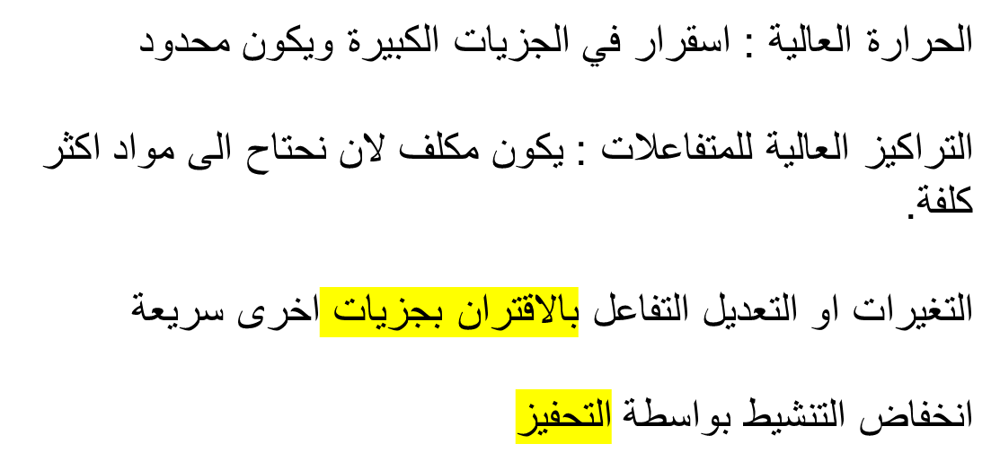 الحرارة العالية : اسقرار في الجزيات الكبيرة ويكون محدود
التراكيز العالية للمتفاعلات : يكون مكلف لان نحتاج الى مواد اكثر
كلفة.
التغيرات او التعديل التفاعل بالاقتران بجزيات اخرى سريعة
انخفاض التنشيط بواسطة التحفيز